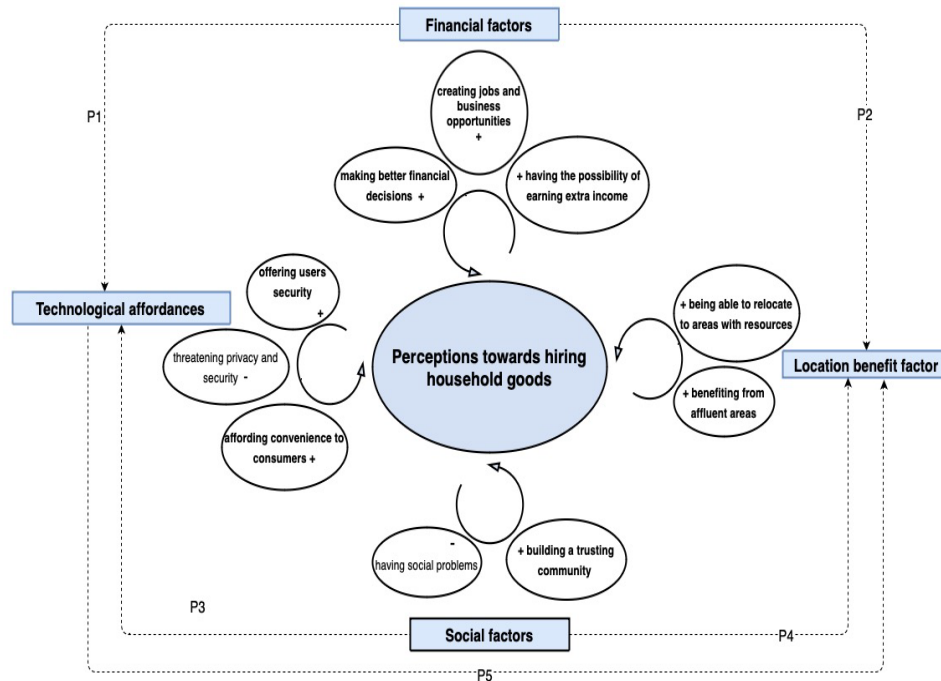 Financial factors
P1
P2
creating jobs and
business
opportunities
+
making better financial
decisions +
+ having the possibility of
earning extra income
offering users
security
+
Technological affordances
threatening privacy and
security -
affording convenience to
consumers +
Perceptions towards hiring
household goods
+ being able to relocate
to areas with resources
Location benefit factor
+ benefiting from
affluent areas
-
having social problems
+ building a trusting
community
P3
Social factors
P4
P5